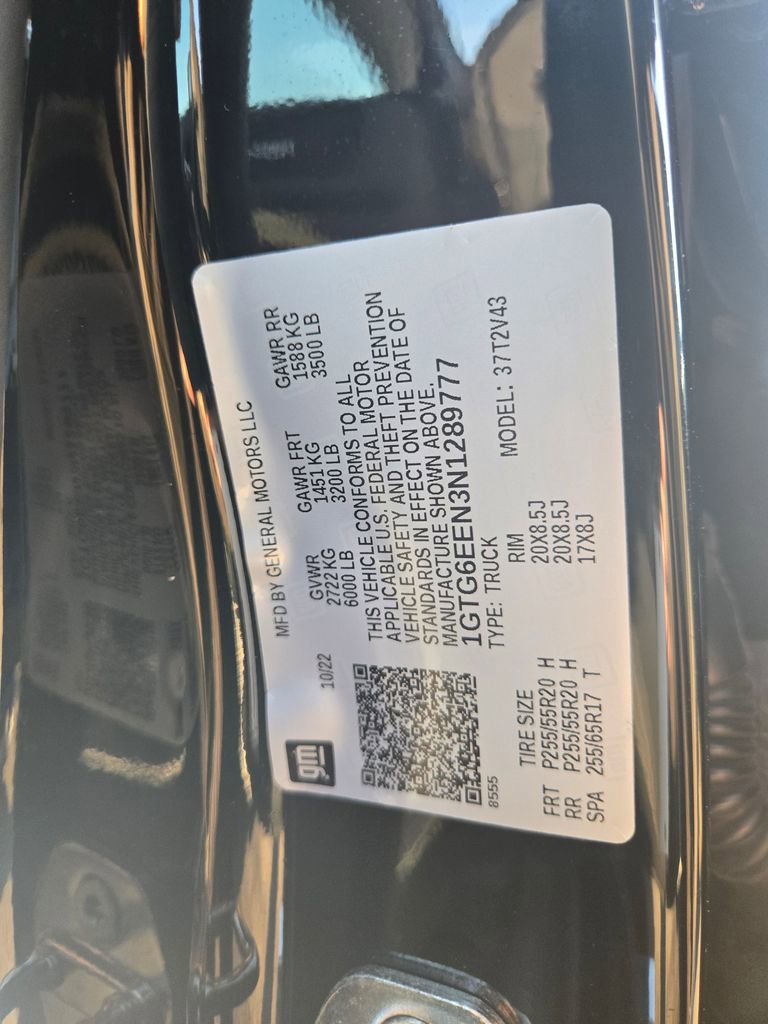 gm
MFD BY GENERAL MOTORS LLC
10/22
GVWR GAWR FRT GAWR RR
2722 KG 1451 KG 1588 KG
6000 LB 3200 LB 3500 LB
THIS VEHICLE CONFORMS TO ALL
APPLICABLE U.S. FEDERAL MOTOR
VEHICLE SAFETY AND THEFT PREVENTION
STANDARDS IN EFFECT ON THE DATE OF
MANUFACTURE SHOWN ABOVE.
1GTG6EEN3N1289777
8555
TYPE: TRUCK MODEL: 37T2V43
TIRE SIZE RIM
FRT P255/55R20 H 20X8.5J
RR P255/55R20 H 20X8.5J
SPA 255/65R17 T 17X8J